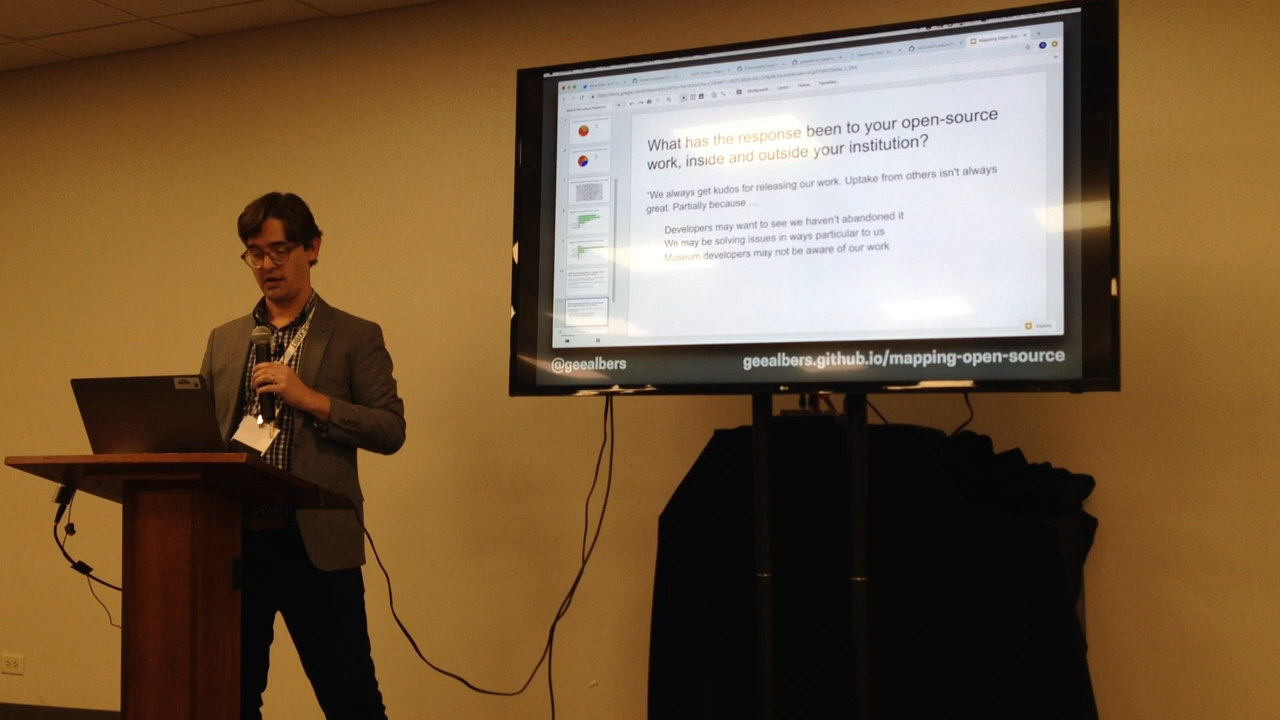 What has the response been to your open-source
work, inside and outside your institution?
"We always get kudos for releasing our work. Uptake from others isn't always
great. Partially because …
Developers may want to see we haven't abandoned it
We may be solving issues in ways particular to us
Museum developers may not be aware of our work
@geealbers
geealbers.github.io/mapping-open-source